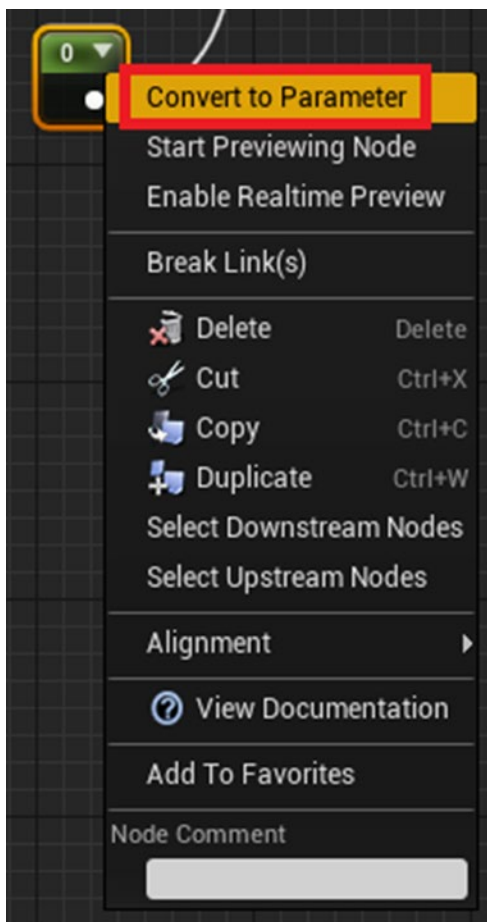 0
Convert to Parameter
Start Previewing Node
Enable Realtime Preview
Break Link(s)
Delete Delete
Cut Ctrl+X
Copy Ctrl+C
Duplicate Ctrl+W
Select Downstream Nodes
Select Upstream Nodes
Alignment
View Documentation
Add To Favorites
Node Comment